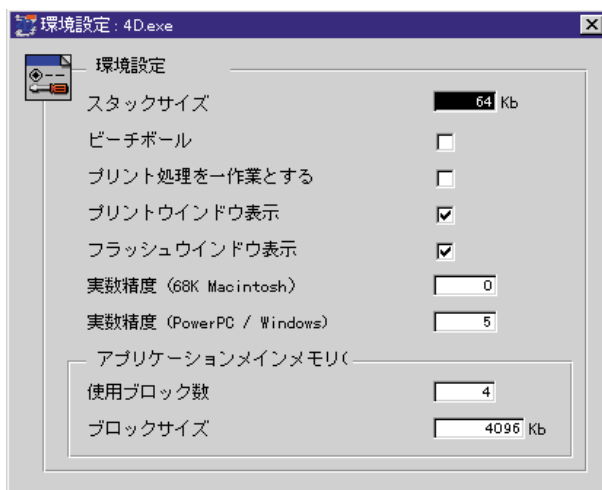 環境設定 : 4D.exe
環境設定
スタックサイズ 64 Kb
ビーチボール
プリント処理を一作業とする
プリントウインドウ表示
フラッシュウインドウ表示
実数精度 (68K Macintosh) 0
実数精度 (PowerPC / Windows) 5
アプリケーションメインメモリ(
使用ブロック数 4
ブロックサイズ 4096 Kb